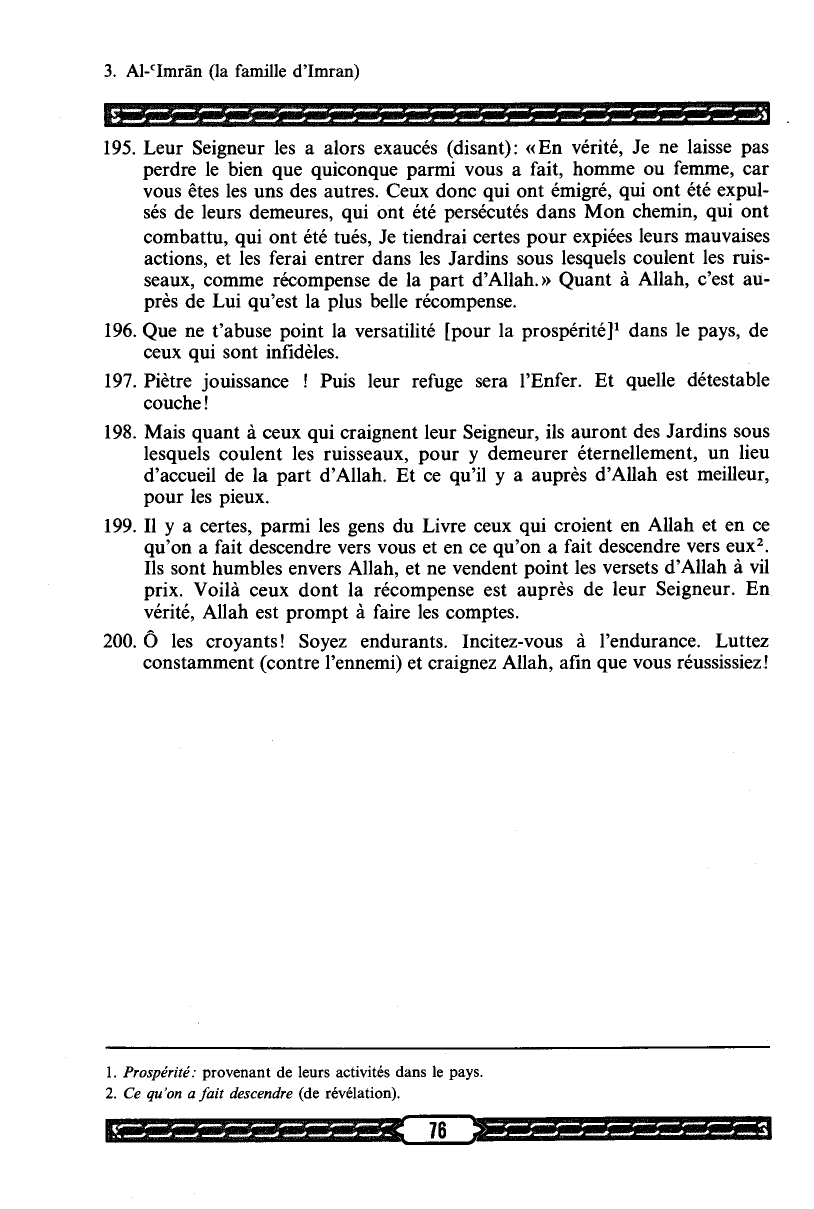 3. Al-ʿImrān (la famille d’Imran)
195. Leur Seigneur les a alors exaucés (disant): «En vérité, Je ne laisse pas
perdre le bien que quiconque parmi vous a fait, homme ou femme, car
vous êtes les uns des autres. Ceux donc qui ont émigré, qui ont été expul-
sés de leurs demeures, qui ont été persécutés dans Mon chemin, qui ont
combattu, qui ont été tués, Je tiendrai certes pour expiées leurs mauvaises
actions, et les ferai entrer dans les Jardins sous lesquels coulent les ruis-
seaux, comme récompense de la part d’Allah.» Quant à Allah, c’est au-
près de Lui qu’est la plus belle récompense.
196. Que ne t’abuse point la versatilité [pour la prospérité]¹ dans le pays, de
ceux qui sont infidèles.
197. Piètre jouissance ! Puis leur refuge sera l’Enfer. Et quelle détestable
couche!
198. Mais quant à ceux qui craignent leur Seigneur, ils auront des Jardins sous
lesquels coulent les ruisseaux, pour y demeurer éternellement, un lieu
d’accueil de la part d’Allah. Et ce qu’il y a auprès d’Allah est meilleur,
pour les pieux.
199. Il y a certes, parmi les gens du Livre ceux qui croient en Allah et en ce
qu’on a fait descendre vers vous et en ce qu’on a fait descendre vers eux².
Ils sont humbles envers Allah, et ne vendent point les versets d’Allah à vil
prix. Voilà ceux dont la récompense est auprès de leur Seigneur. En
vérité, Allah est prompt à faire les comptes.
200. Ô les croyants! Soyez endurants. Incitez-vous à l’endurance. Luttez
constamment (contre l’ennemi) et craignez Allah, afin que vous réussissiez!
1. Prospérité: provenant de leurs activités dans le pays.
2. Ce qu’on a fait descendre (de révélation).
76